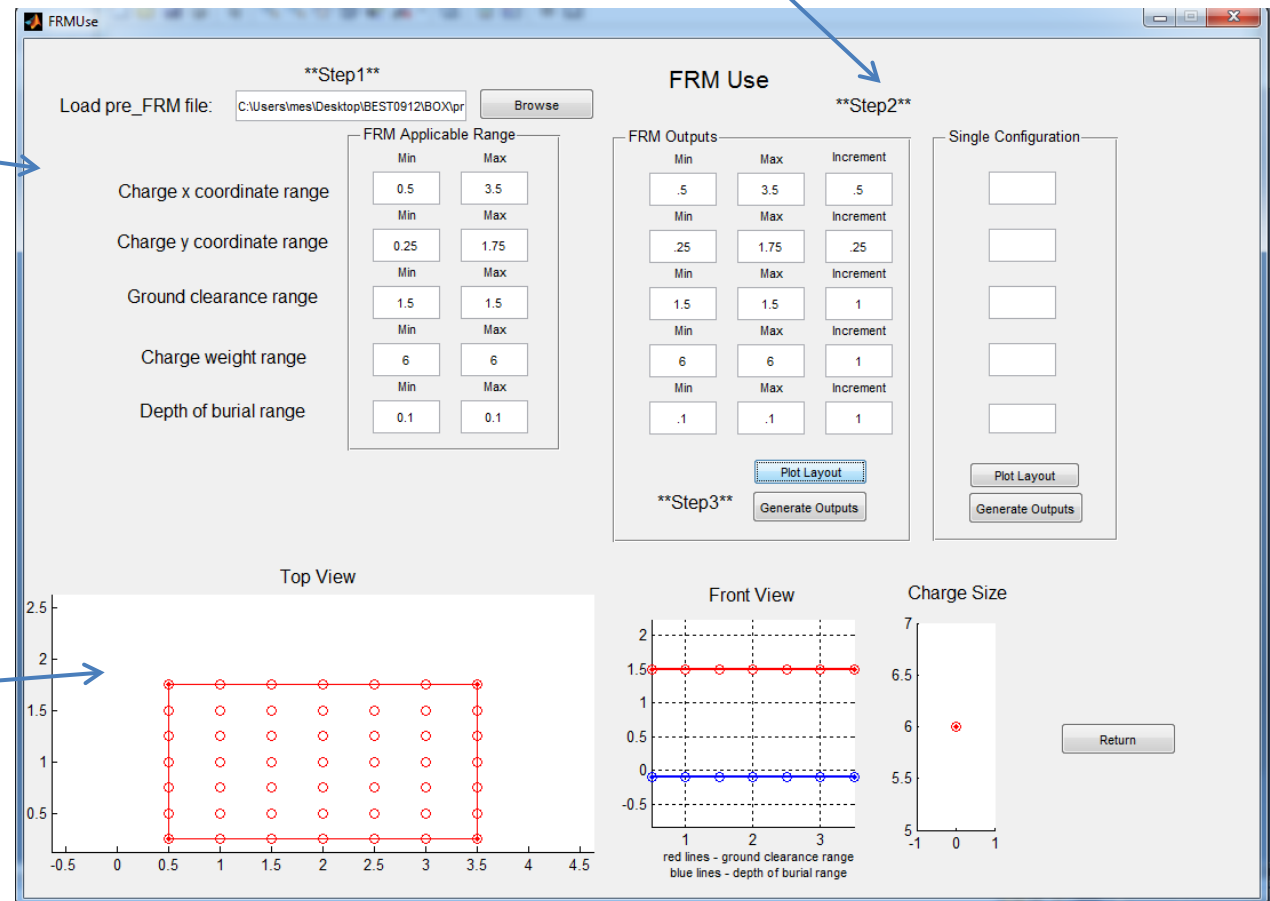 FRMUse
**Step1**
FRM Use
Load pre_FRM file:
C:\Users\mes\Desktop\BEST0912\BOX\pr
Browse
**Step2**
FRM Applicable Range
FRM Outputs
Single Configuration
Min Max
Min Max Increment
Charge x coordinate range
0.5 3.5
.5 3.5 .5
Min Max
Min Max Increment
Charge y coordinate range
0.25 1.75
.25 1.75 .25
Min Max
Min Max Increment
Ground clearance range
1.5 1.5
1.5 1.5 1
Min Max
Min Max Increment
Charge weight range
6 6
6 6 1
Min Max
Min Max Increment
Depth of burial range
0.1 0.1
.1 .1 1
Plot Layout
Plot Layout
**Step3**
Generate Outputs
Generate Outputs
Top View
2.5
2
1.5
1
0.5
-0.5 0 0.5 1 1.5 2 2.5 3 3.5 4 4.5
Front View
2
1.5
1
0.5
0
-0.5
1 2 3
red lines - ground clearance range
blue lines - depth of burial range
Charge Size
7
6.5
6
5.5
5
-1 0 1
Return